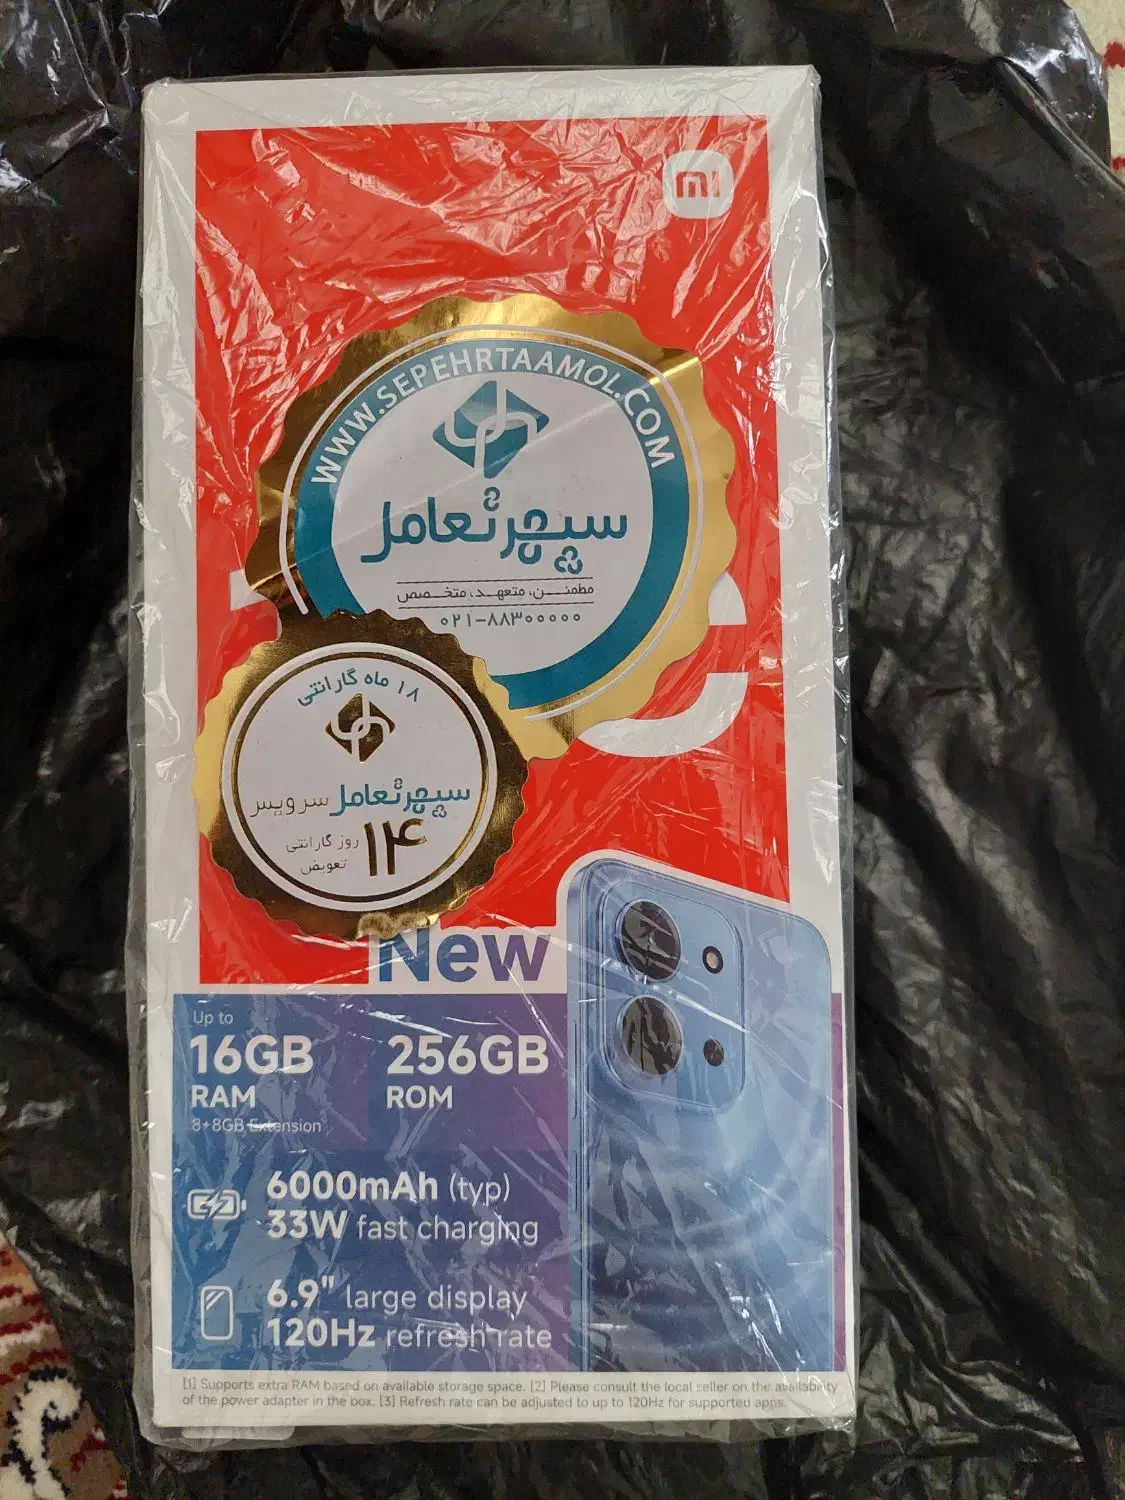 mi
WWW.SEPEHRTAAMOL.COM
سپهرتعامل
مطمئن، متعهد، متخصص
۰۲۱-۸۸۳۰۰۰۰۰
۱۸ ماه گارانتی
سپهرتعامل سرویس
۱۴ روز گارانتی
تعویض
New
Up to
16GB 256GB
RAM ROM
8+8GB Extension
6000mAh (typ)
33W fast charging
6.9" large display
120Hz refresh rate
[1] Supports extra RAM based on available storage space. [2] Please consult the local seller on the availability
of the power adapter in the box. [3] Refresh rate can be adjusted to up to 120Hz for supported apps.